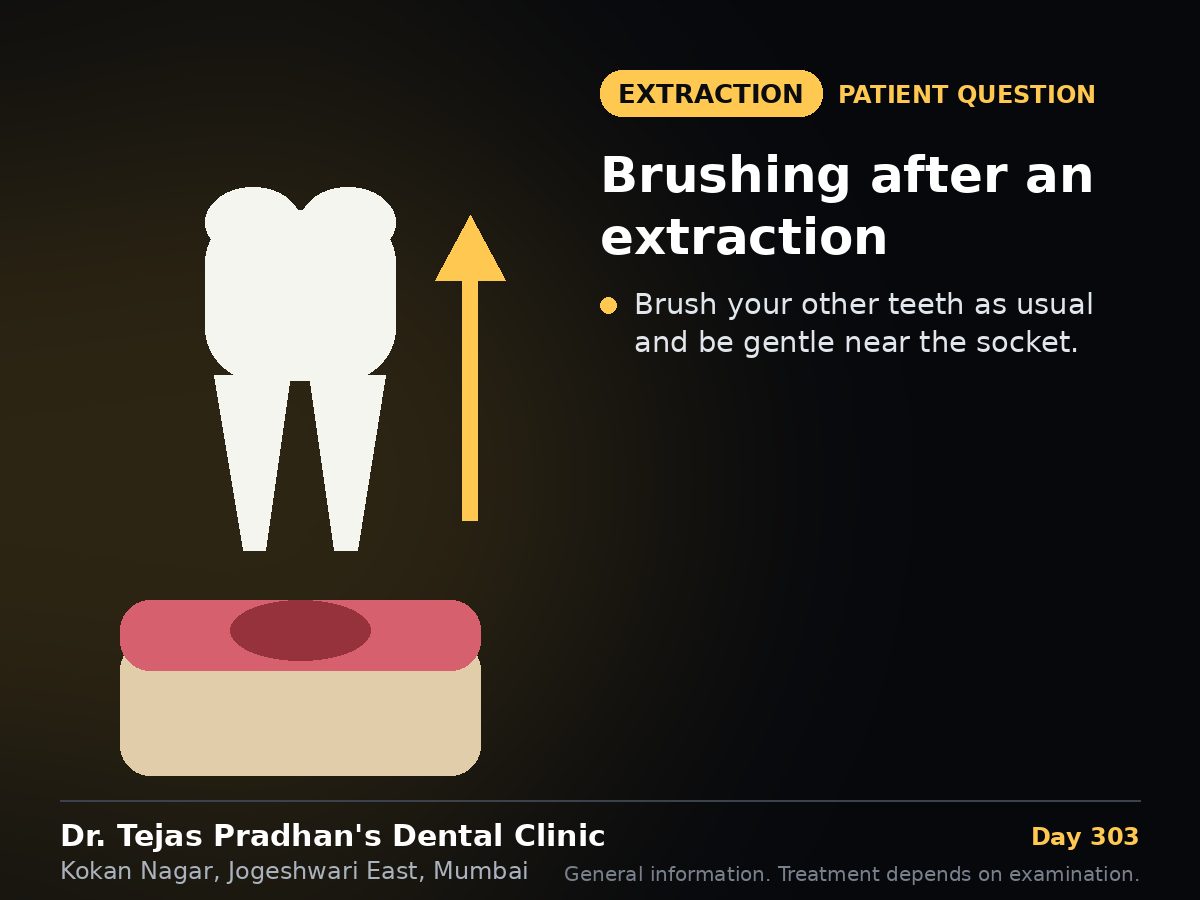 EXTRACTION PATIENT QUESTION
Brushing after an
extraction
Brush your other teeth as usual
and be gentle near the socket.
Dr. Tejas Pradhan's Dental Clinic
Day 303
Kokan Nagar, Jogeshwari East, Mumbai
General information. Treatment depends on examination.